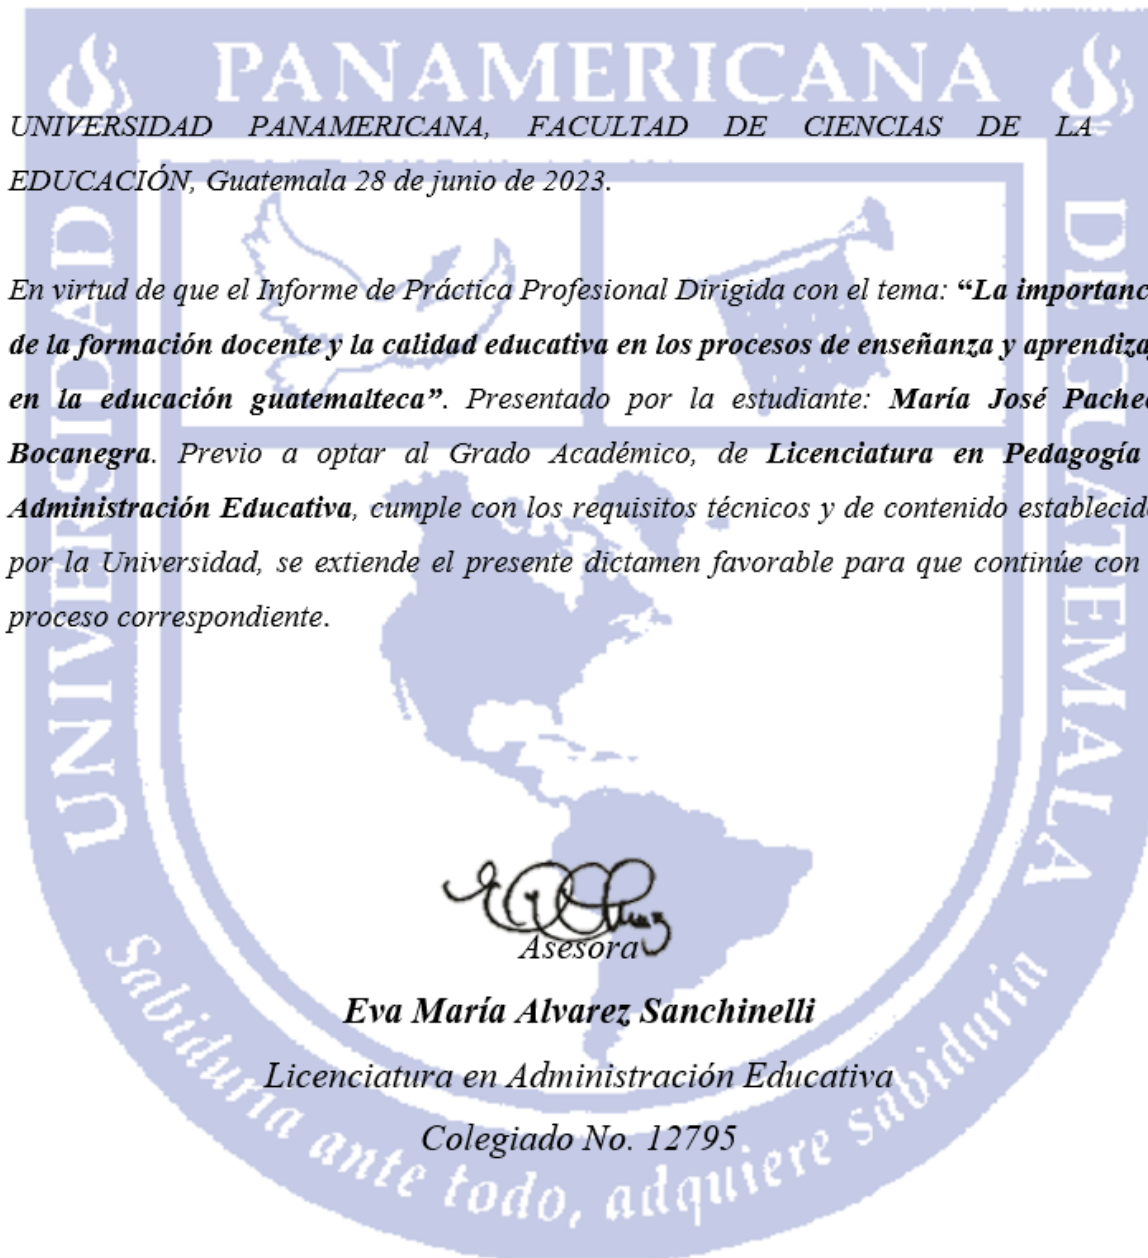 PANAMERICANA
UNIVERSIDAD
DE GUATEMALA
UNIVERSIDAD PANAMERICANA, FACULTAD DE CIENCIAS DE LA
EDUCACIÓN, Guatemala 28 de junio de 2023.
En virtud de que el Informe de Práctica Profesional Dirigida con el tema: “La importanc
de la formación docente y la calidad educativa en los procesos de enseñanza y aprendiza
en la educación guatemalteca”. Presentado por la estudiante: María José Pachec
Bocanegra. Previo a optar al Grado Académico, de Licenciatura en Pedagogía
Administración Educativa, cumple con los requisitos técnicos y de contenido establecid
por la Universidad, se extiende el presente dictamen favorable para que continúe con
proceso correspondiente.
Asesora
Eva María Alvarez Sanchinelli
Licenciatura en Administración Educativa
Colegiado No. 12795
Sabiduría ante todo, adquiere sabiduría